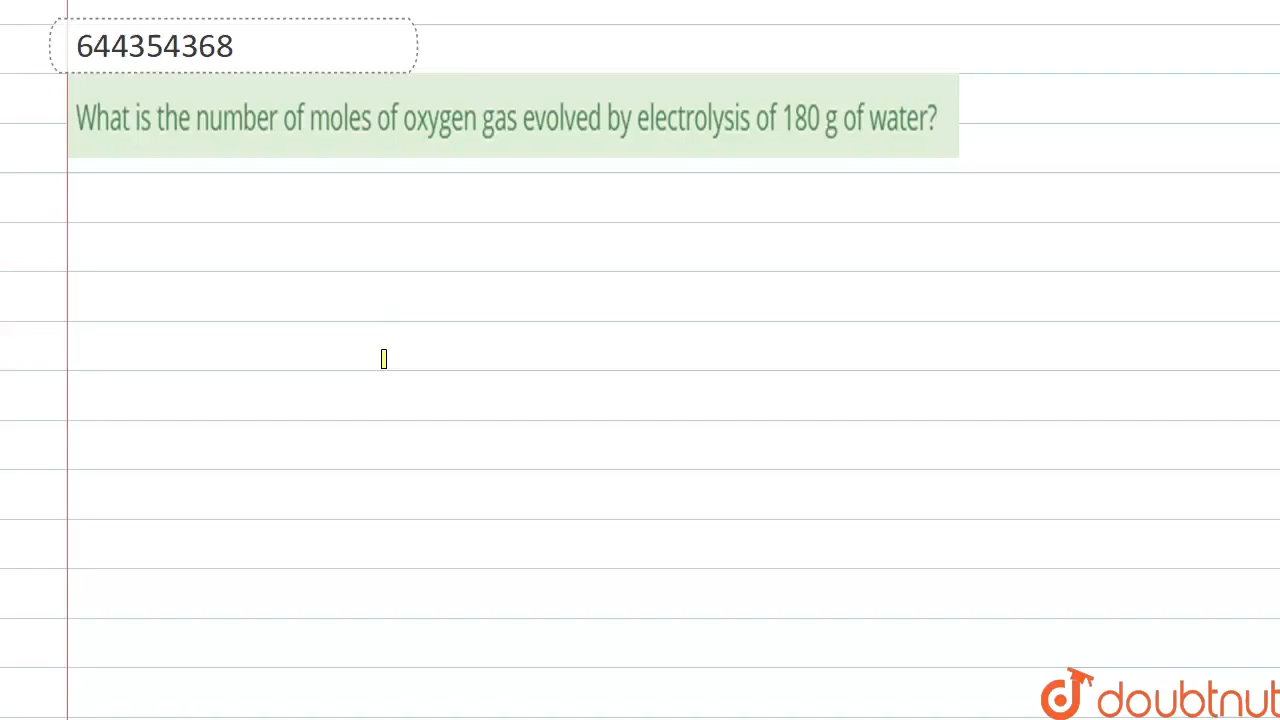 644354368
What is the number of moles of oxygen gas evolved by electrolysis of 180 g of water?
doubtnut